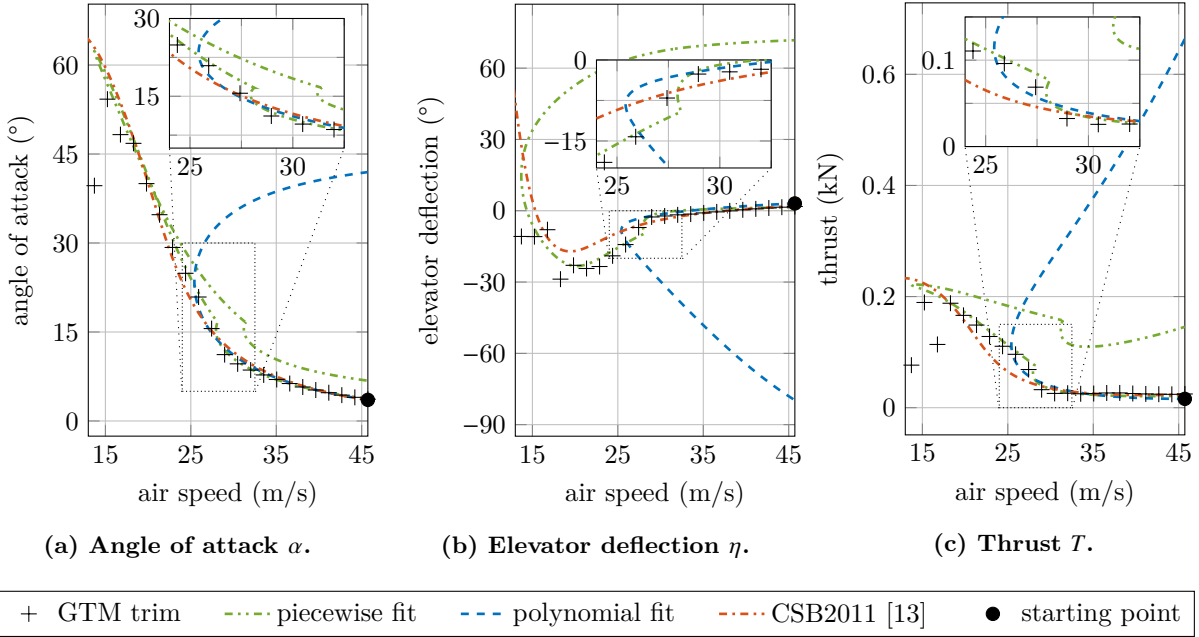 angle of attack (°)
60
45
30
15
0
30
15
25
30
15
25
35
45
air speed (m/s)
(a) Angle of attack α.
elevator deflection (°)
60
30
0
−30
−60
−90
0
−15
25
30
15
25
35
45
air speed (m/s)
(b) Elevator deflection η.
thrust (kN)
0.6
0.4
0.2
0
0.1
0
25
30
15
25
35
45
air speed (m/s)
(c) Thrust T.
GTM trim
piecewise fit
polynomial fit
CSB2011 [13]
starting point